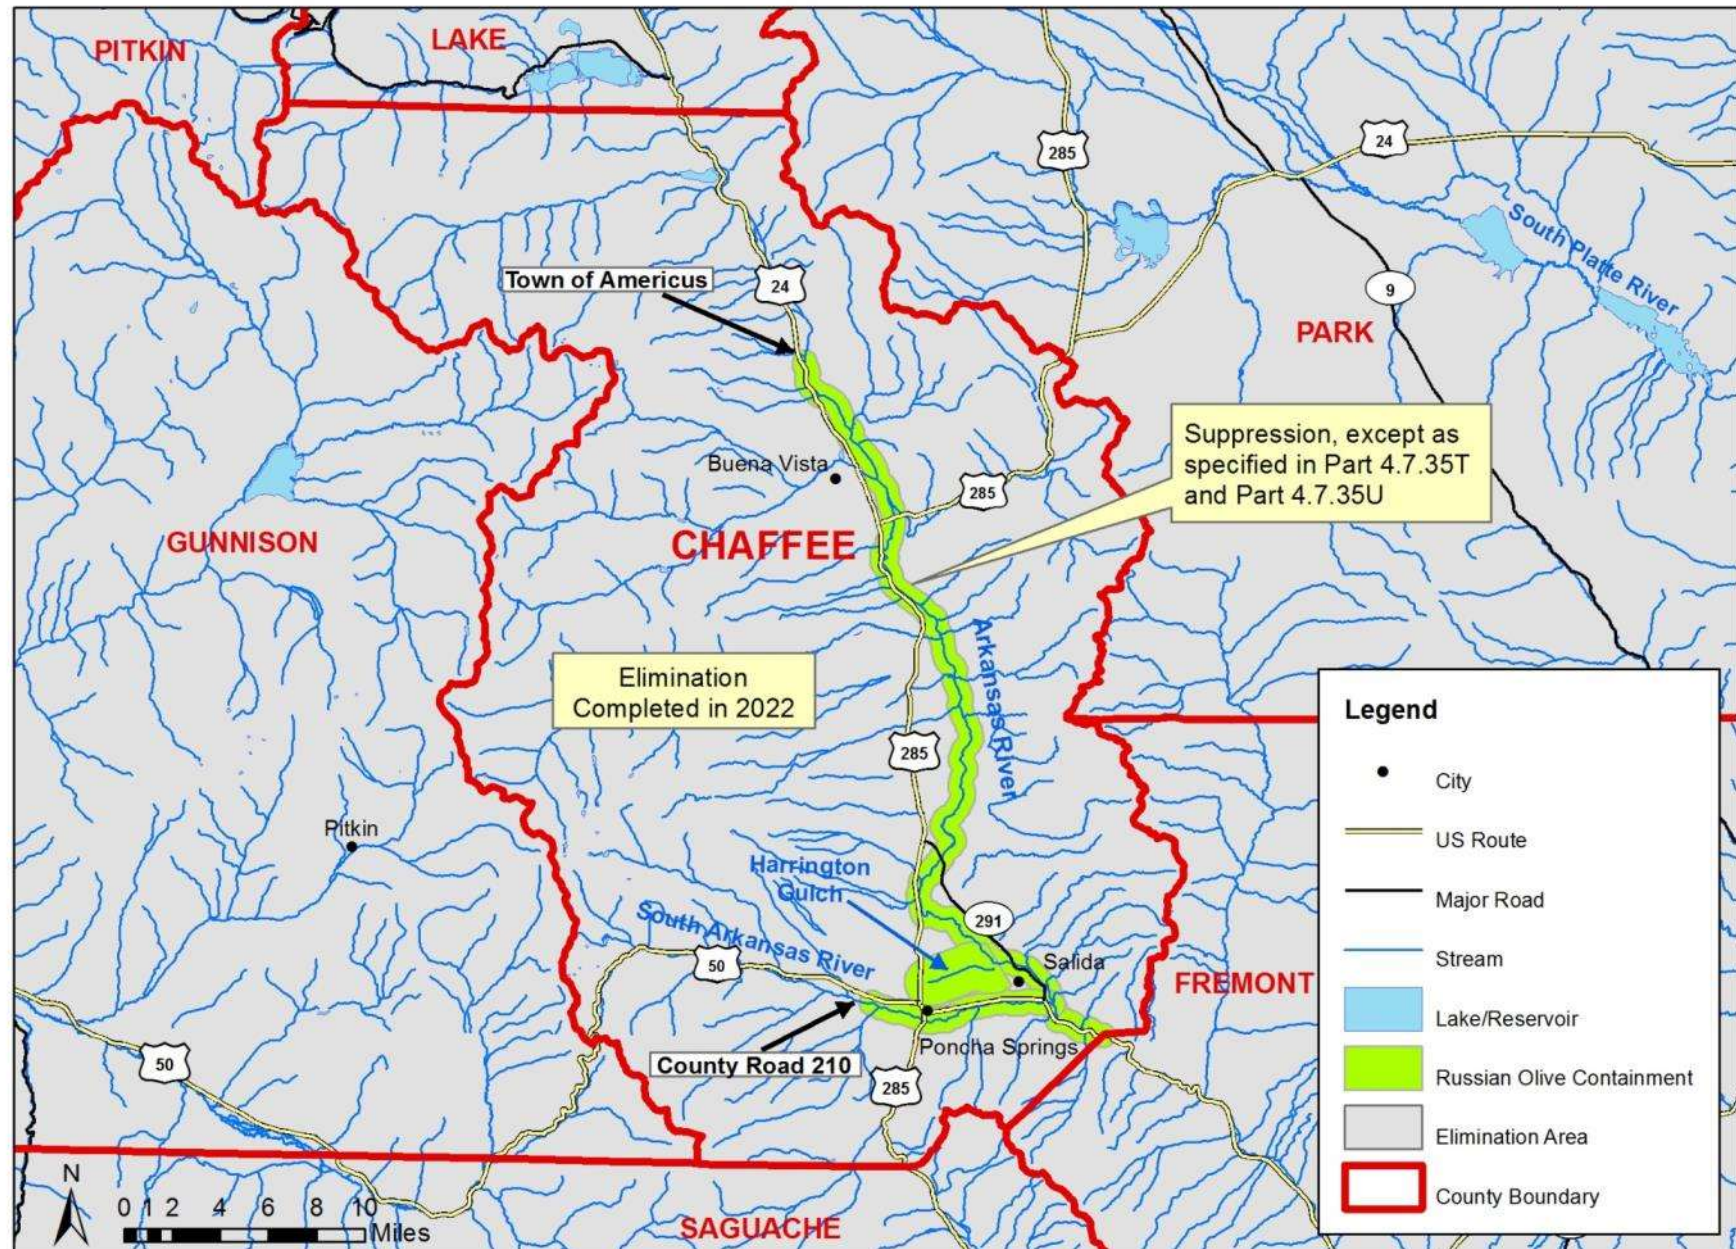 PITKIN
LAKE
285
24
South Platte River
Town of Americus
24
9
PARK
Suppression, except as
specified in Part 4.7.35T
and Part 4.7.35U
Buena Vista
285
GUNNISON
CHAFFEE
Arkansas River
Elimination
Completed in 2022
285
Pitkin
Harrington
Gulch
South Arkansas River
291
50
Salida
FREMONT
Poncha Springs
County Road 210
50
285
SAGUACHE
N
0 1 2 4 6 8 10
Miles
Legend
City
US Route
Major Road
Stream
Lake/Reservoir
Russian Olive Containment
Elimination Area
County Boundary